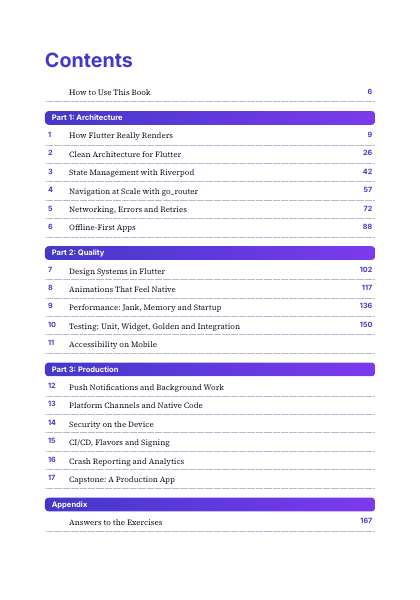 Contents
How to Use This Book 6
Part 1: Architecture
1 How Flutter Really Renders 9
2 Clean Architecture for Flutter 26
3 State Management with Riverpod 42
4 Navigation at Scale with go_router 57
5 Networking, Errors and Retries 72
6 Offline-First Apps 88
Part 2: Quality
7 Design Systems in Flutter 102
8 Animations That Feel Native 117
9 Performance: Jank, Memory and Startup 136
10 Testing: Unit, Widget, Golden and Integration 150
11 Accessibility on Mobile
Part 3: Production
12 Push Notifications and Background Work
13 Platform Channels and Native Code
14 Security on the Device
15 CI/CD, Flavors and Signing
16 Crash Reporting and Analytics
17 Capstone: A Production App
Appendix
Answers to the Exercises 167